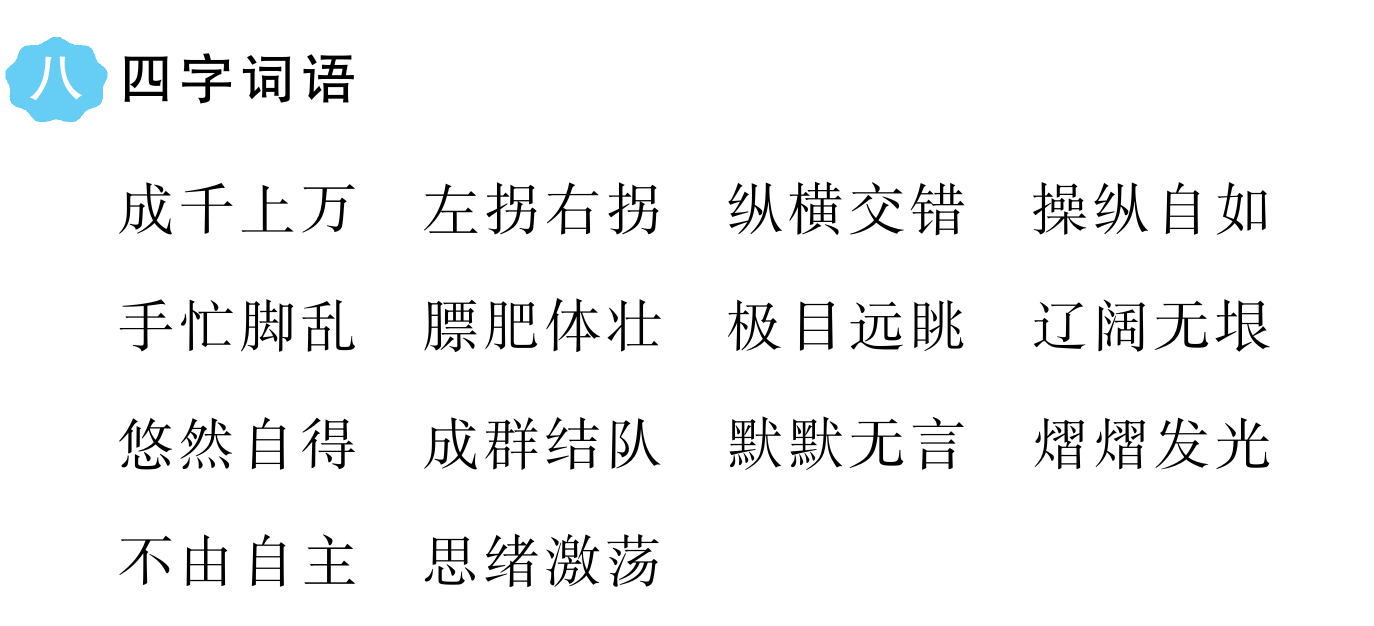 八 四字词语
成千上万 左拐右拐 纵横交错 操纵自如
手忙脚乱 膘肥体壮 极目远眺 辽阔无垠
悠然自得 成群结队 默默无言 熠熠发光
不由自主 思绪激荡